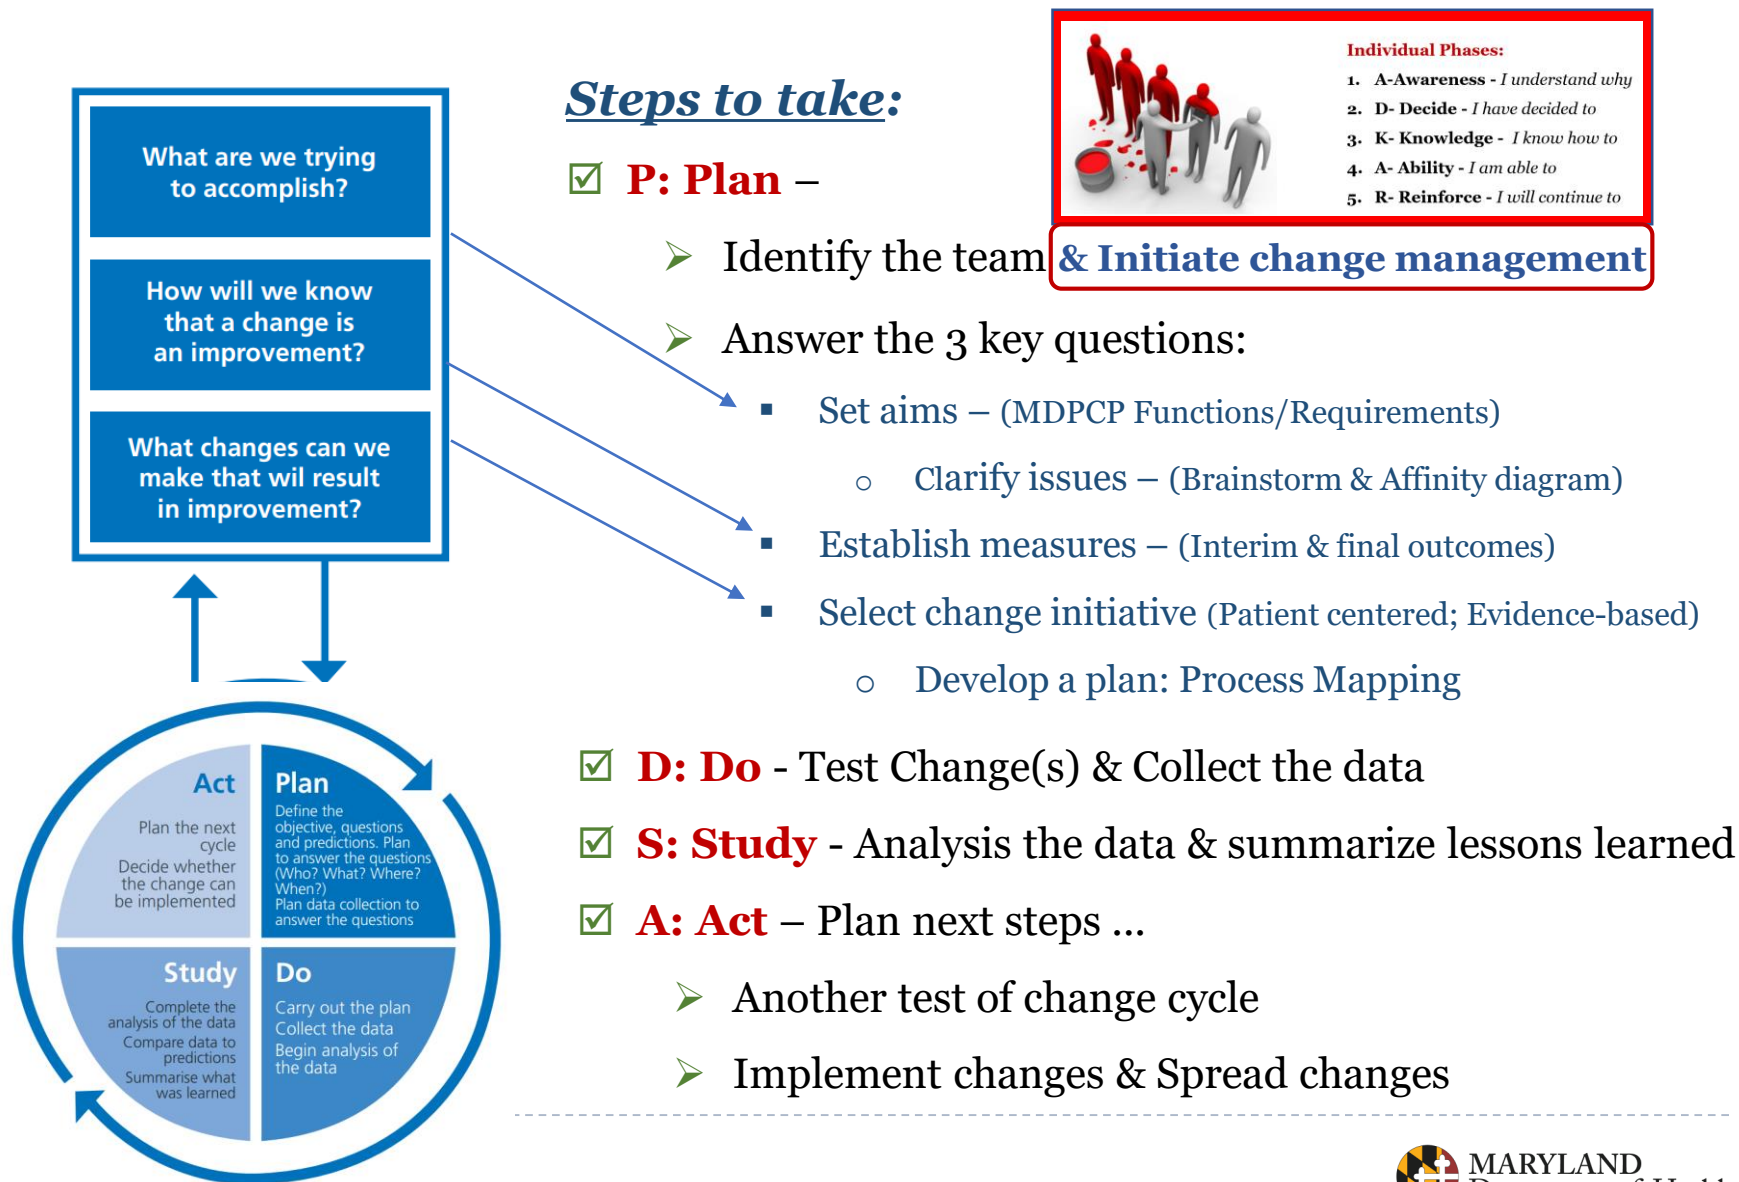 What are we trying
to accomplish?
How will we know
that a change is
an improvement?
What changes can we
make that wil result
in improvement?
Act
Plan the next
cycle
Decide whether
the change can
be implemented
Plan
Define the
objective, questions
and predictions. Plan
to answer the questions
(Who? What? Where?
When?)
Plan data collection to
answer the questions
Study
Complete the
analysis of the data
Compare data to
predictions
Summarise what
was learned
Do
Carry out the plan
Collect the data
Begin analysis of
the data
Steps to take:
Individual Phases:
1. A-Awareness - I understand why
2. D- Decide - I have decided to
3. K- Knowledge - I know how to
4. A- Ability - I am able to
5. R- Reinforce - I will continue to
P: Plan –
Identify the team & Initiate change management
Answer the 3 key questions:
Set aims – (MDPCP Functions/Requirements)
Clarify issues – (Brainstorm & Affinity diagram)
Establish measures – (Interim & final outcomes)
Select change initiative (Patient centered; Evidence-based)
Develop a plan: Process Mapping
D: Do - Test Change(s) & Collect the data
S: Study - Analysis the data & summarize lessons learned
A: Act – Plan next steps ...
Another test of change cycle
Implement changes & Spread changes
MARYLAND